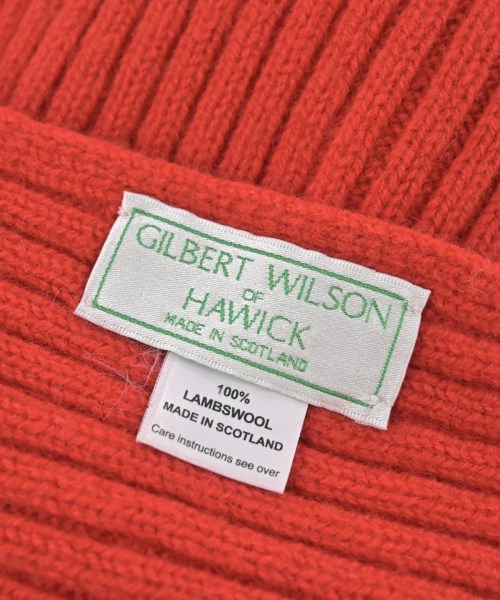 GILBERT WILSON
OF
HAWICK
MADE IN SCOTLAND
100%
LAMBSWOOL
MADE IN SCOTLAND
Care instructions see over